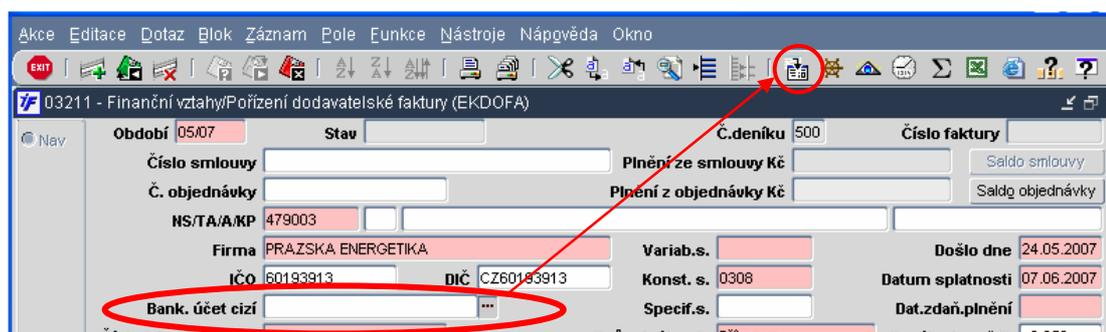 Akce Editace Dotaz Blok Záznam Pole Funkce Nástroje Nápověda Okno
EXIT
03211 - Finanční vztahy/Pořízení dodavatelské faktury (EKDOFA)
Nav
Období 05/07 Stav Č.deníku 500 Číslo faktury
Číslo smlouvy Plnění ze smlouvy Kč Saldo smlouvy
Č. objednávky Plnění z objednávky Kč Saldo objednávky
NS/TA/A/KP 479003
Firma PRAZSKA ENERGETIKA Variab.s. Došlo dne 24.05.2007
IČO 60193913 DIČ CZ60193913 Konst. s. 0308 Datum splatnosti 07.06.2007
Bank. účet cizí ... Specif.s. Dat.zdaň.plnění